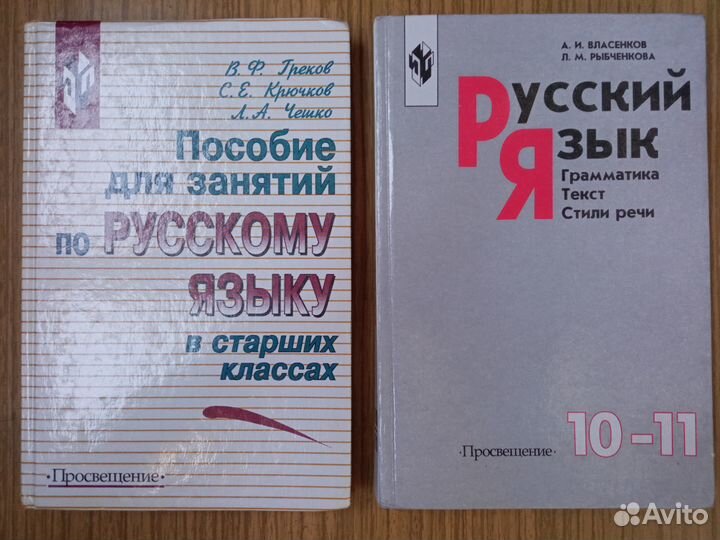 В. Ф. Греков
С. Е. Крючков
Л. А. Чешко
Пособие
для занятий
по РУССКОМУ
ЯЗЫКУ
в старших
классах
·Просвещение·
А. И. ВЛАСЕНКОВ
Л. М. РЫБЧЕНКОВА
РУССКИЙ
ЯЗЫК
Грамматика
Текст
Стили речи
10-11
·Просвещение·
Avito